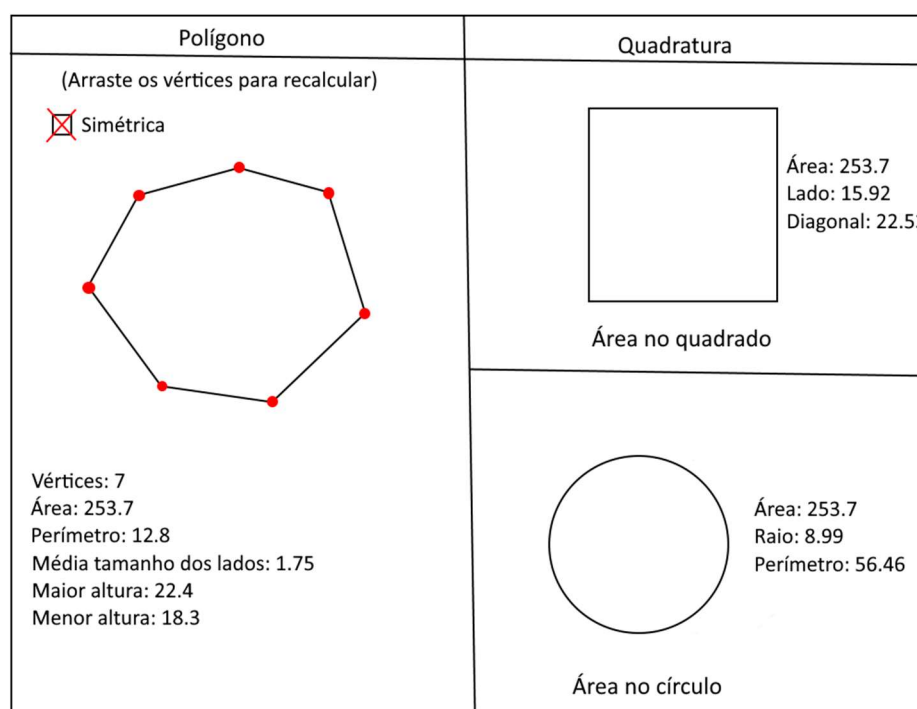 Polígono
(Arraste os vértices para recalcular)
Simétrica
Vértices: 7
Área: 253.7
Perímetro: 12.8
Média tamanho dos lados: 1.75
Maior altura: 22.4
Menor altura: 18.3
Quadratura
Área: 253.7
Lado: 15.92
Diagonal:
Área no quadrado
Área: 253.7
Raio: 8.99
Perímetro: 56.46
Área no círculo